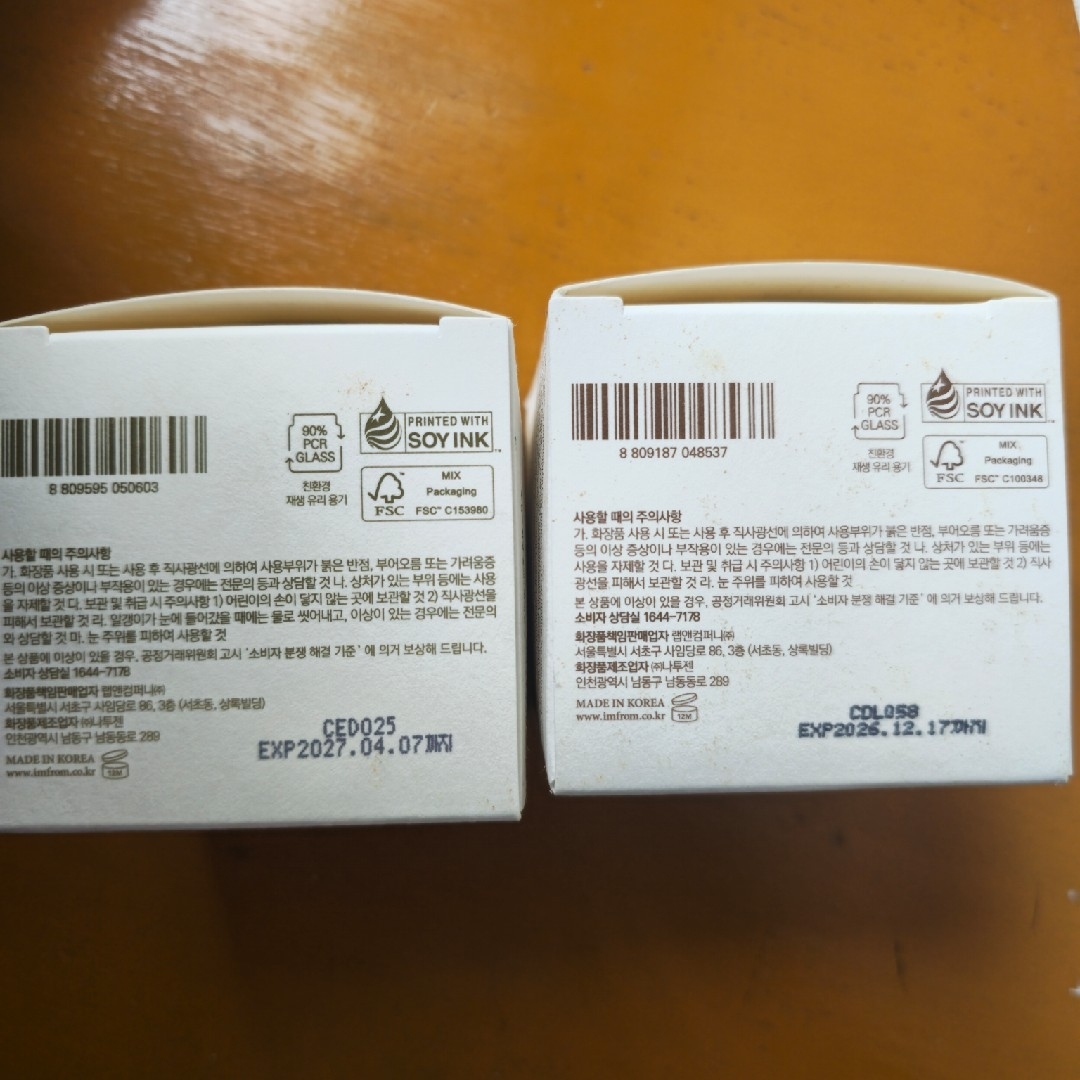 8 809595 050603
90%
PCR
GLASS
친환경
재생 유리 용기
PRINTED WITH
SOY INK
FSC
MIX
Packaging
FSC™ C153980
사용할 때의 주의사항
가. 화장품 사용 시 또는 사용 후 직사광선에 의하여 사용부위가 붉은 반점, 부어오름 또는 가려움증
등의 이상 증상이나 부작용이 있는 경우에는 전문의 등과 상담할 것 나. 상처가 있는 부위 등에는 사용
을 자제할 것 다. 보관 및 취급 시 주의사항 1) 어린이의 손이 닿지 않는 곳에 보관할 것 2) 직사광선을
피해서 보관할 것 라. 알갱이가 눈에 들어갔을 때에는 물로 씻어내고, 이상이 있는 경우에는 전문의
와 상담할 것 마. 눈 주위를 피하여 사용할 것
본 상품에 이상이 있을 경우, 공정거래위원회 고시 '소비자 분쟁 해결 기준' 에 의거 보상해 드립니다.
소비자 상담실 1644-7178
화장품책임판매업자 랩앤컴퍼니㈜
서울특별시 서초구 사임당로 86, 3층 (서초동, 상록빌딩)
화장품제조업자 ㈜나투젠
인천광역시 남동구 남동동로 289
MADE IN KOREA
www.imfrom.co.kr
12M
CED025
EXP2027.04.07까지
8 809187 048537
90%
PCR
GLASS
친환경
재생 유리 용기
PRINTED WITH
SOY INK
FSC
MIX
Packaging
FSC™ C100348
사용할 때의 주의사항
가. 화장품 사용 시 또는 사용 후 직사광선에 의하여 사용부위가 붉은 반점, 부어오름 또는 가려움증
등의 이상 증상이나 부작용이 있는 경우에는 전문의 등과 상담할 것 나. 상처가 있는 부위 등에는
사용을 자제할 것 다. 보관 및 취급 시 주의사항 1) 어린이의 손이 닿지 않는 곳에 보관할 것 2) 직사
광선을 피해서 보관할 것 라. 눈 주위를 피하여 사용할 것
본 상품에 이상이 있을 경우, 공정거래위원회 고시 '소비자 분쟁 해결 기준' 에 의거 보상해 드립니다.
소비자 상담실 1644-7178
화장품책임판매업자 랩앤컴퍼니㈜
서울특별시 서초구 사임당로 86, 3층 (서초동, 상록빌딩)
화장품제조업자 ㈜나투젠
인천광역시 남동구 남동동로 289
MADE IN KOREA
www.imfrom.co.kr
12M
CDL058
EXP2026.12.17까지